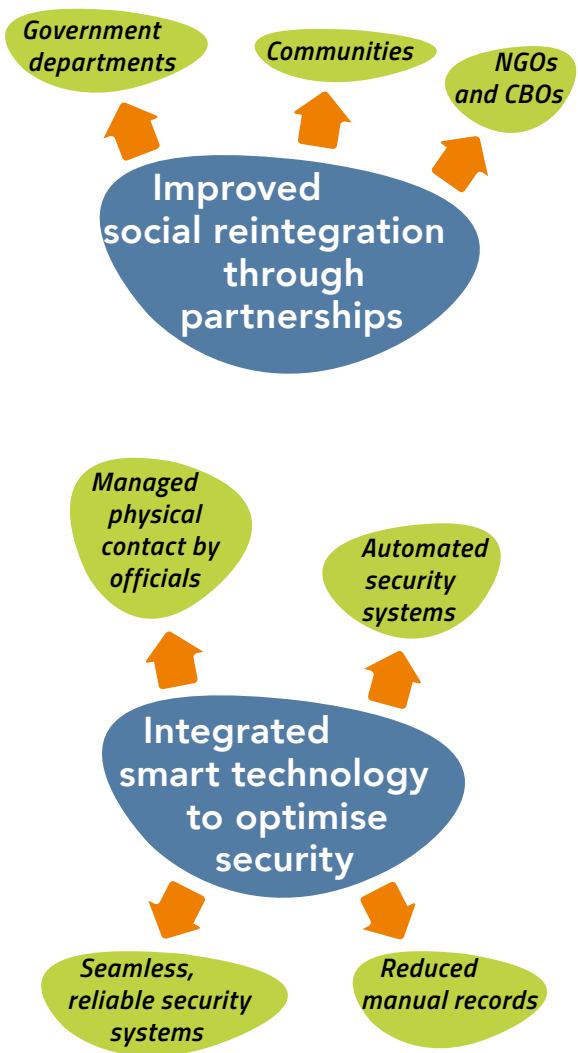 Government
departments
Communities
NGOs
and CBOs
Improved
social reintegration
through
partnerships
Managed
physical
contact by
officials
Automated
security
systems
Integrated
smart technology
to optimise
security
Seamless,
reliable security
systems
Reduced
manual records